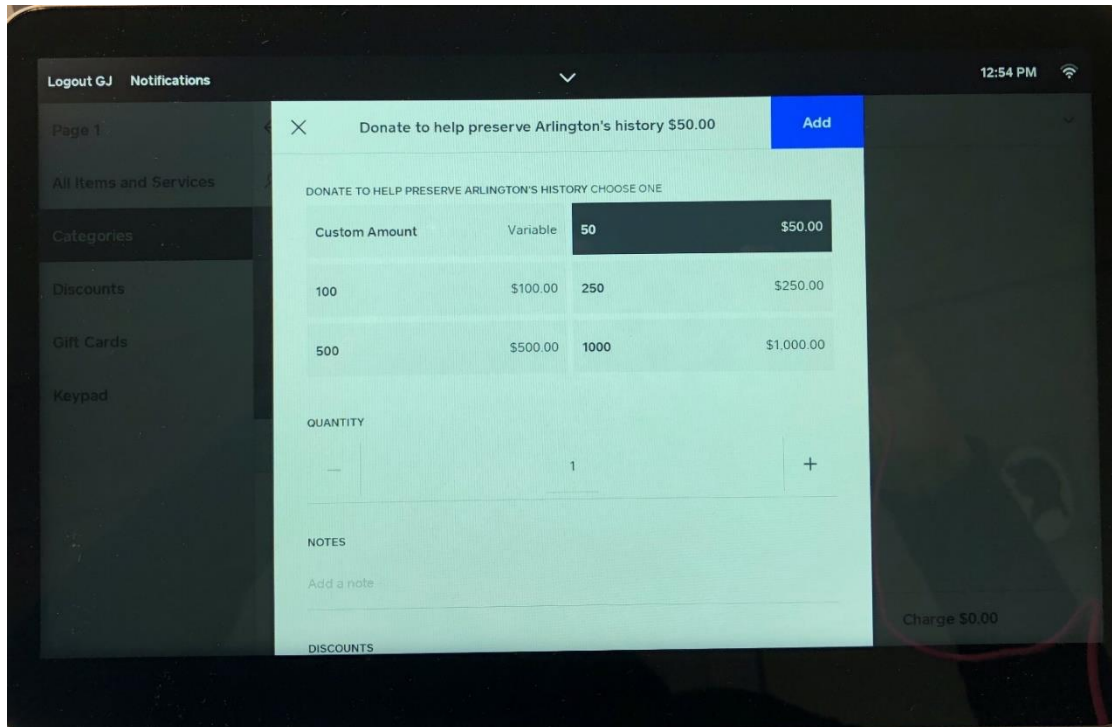 Logout GJ Notifications
12:54 PM
Page 1
All Items and Services
Categories
Discounts
Gift Cards
Keypad
Donate to help preserve Arlington's history $50.00
Add
DONATE TO HELP PRESERVE ARLINGTON'S HISTORY CHOOSE ONE
Custom Amount Variable
50 $50.00
100 $100.00
250 $250.00
500 $500.00
1000 $1,000.00
QUANTITY
1
NOTES
Add a note
DISCOUNTS
Charge $0.00